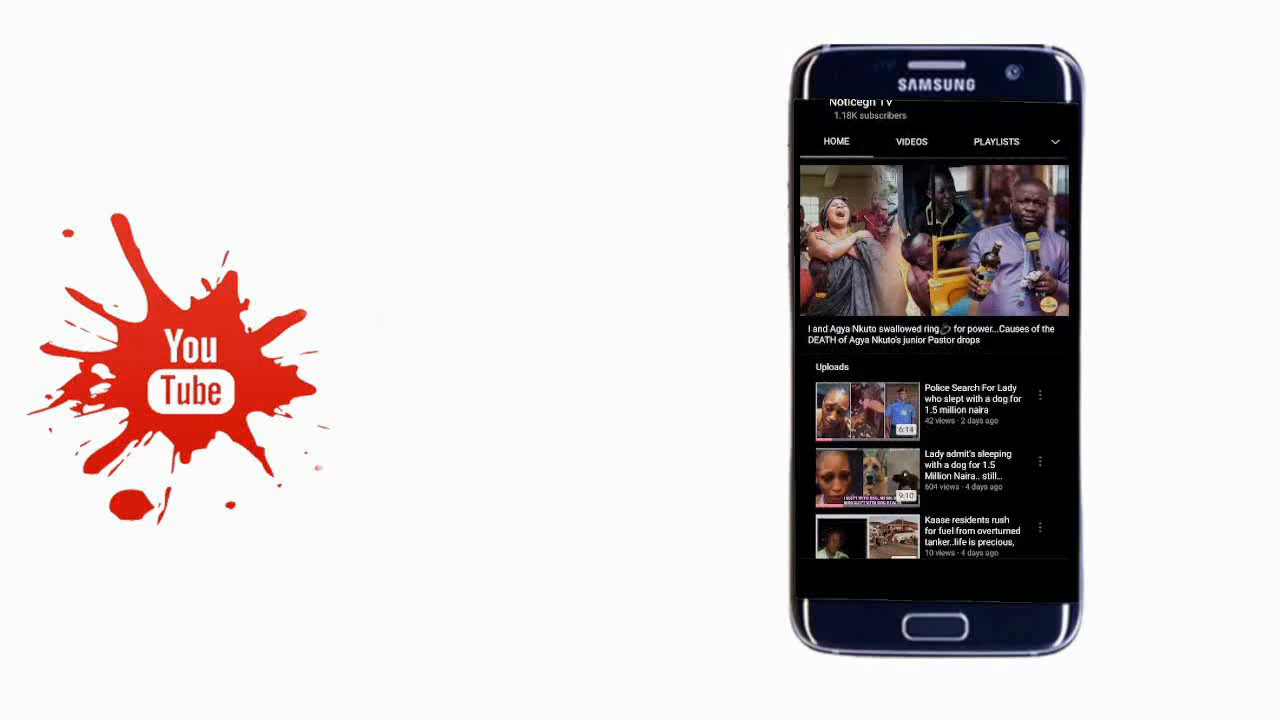 You
Tube
SAMSUNG
Noticegh TV
1.18K subscribers
HOME
VIDEOS
PLAYLISTS
I and Agya Nkuto swallowed ring💍 for power...Causes of the
DEATH of Agya Nkuto's junior Pastor drops
Uploads
6:14
Police Search For Lady
who slept with a dog for
1.5 million naira
42 views · 2 days ago
9:10
Lady admit's sleeping
with a dog for 1.5
Million Naira.. still...
604 views · 4 days ago
Kaase residents rush
for fuel from overturned
tanker..life is precious,
10 views · 4 days ago